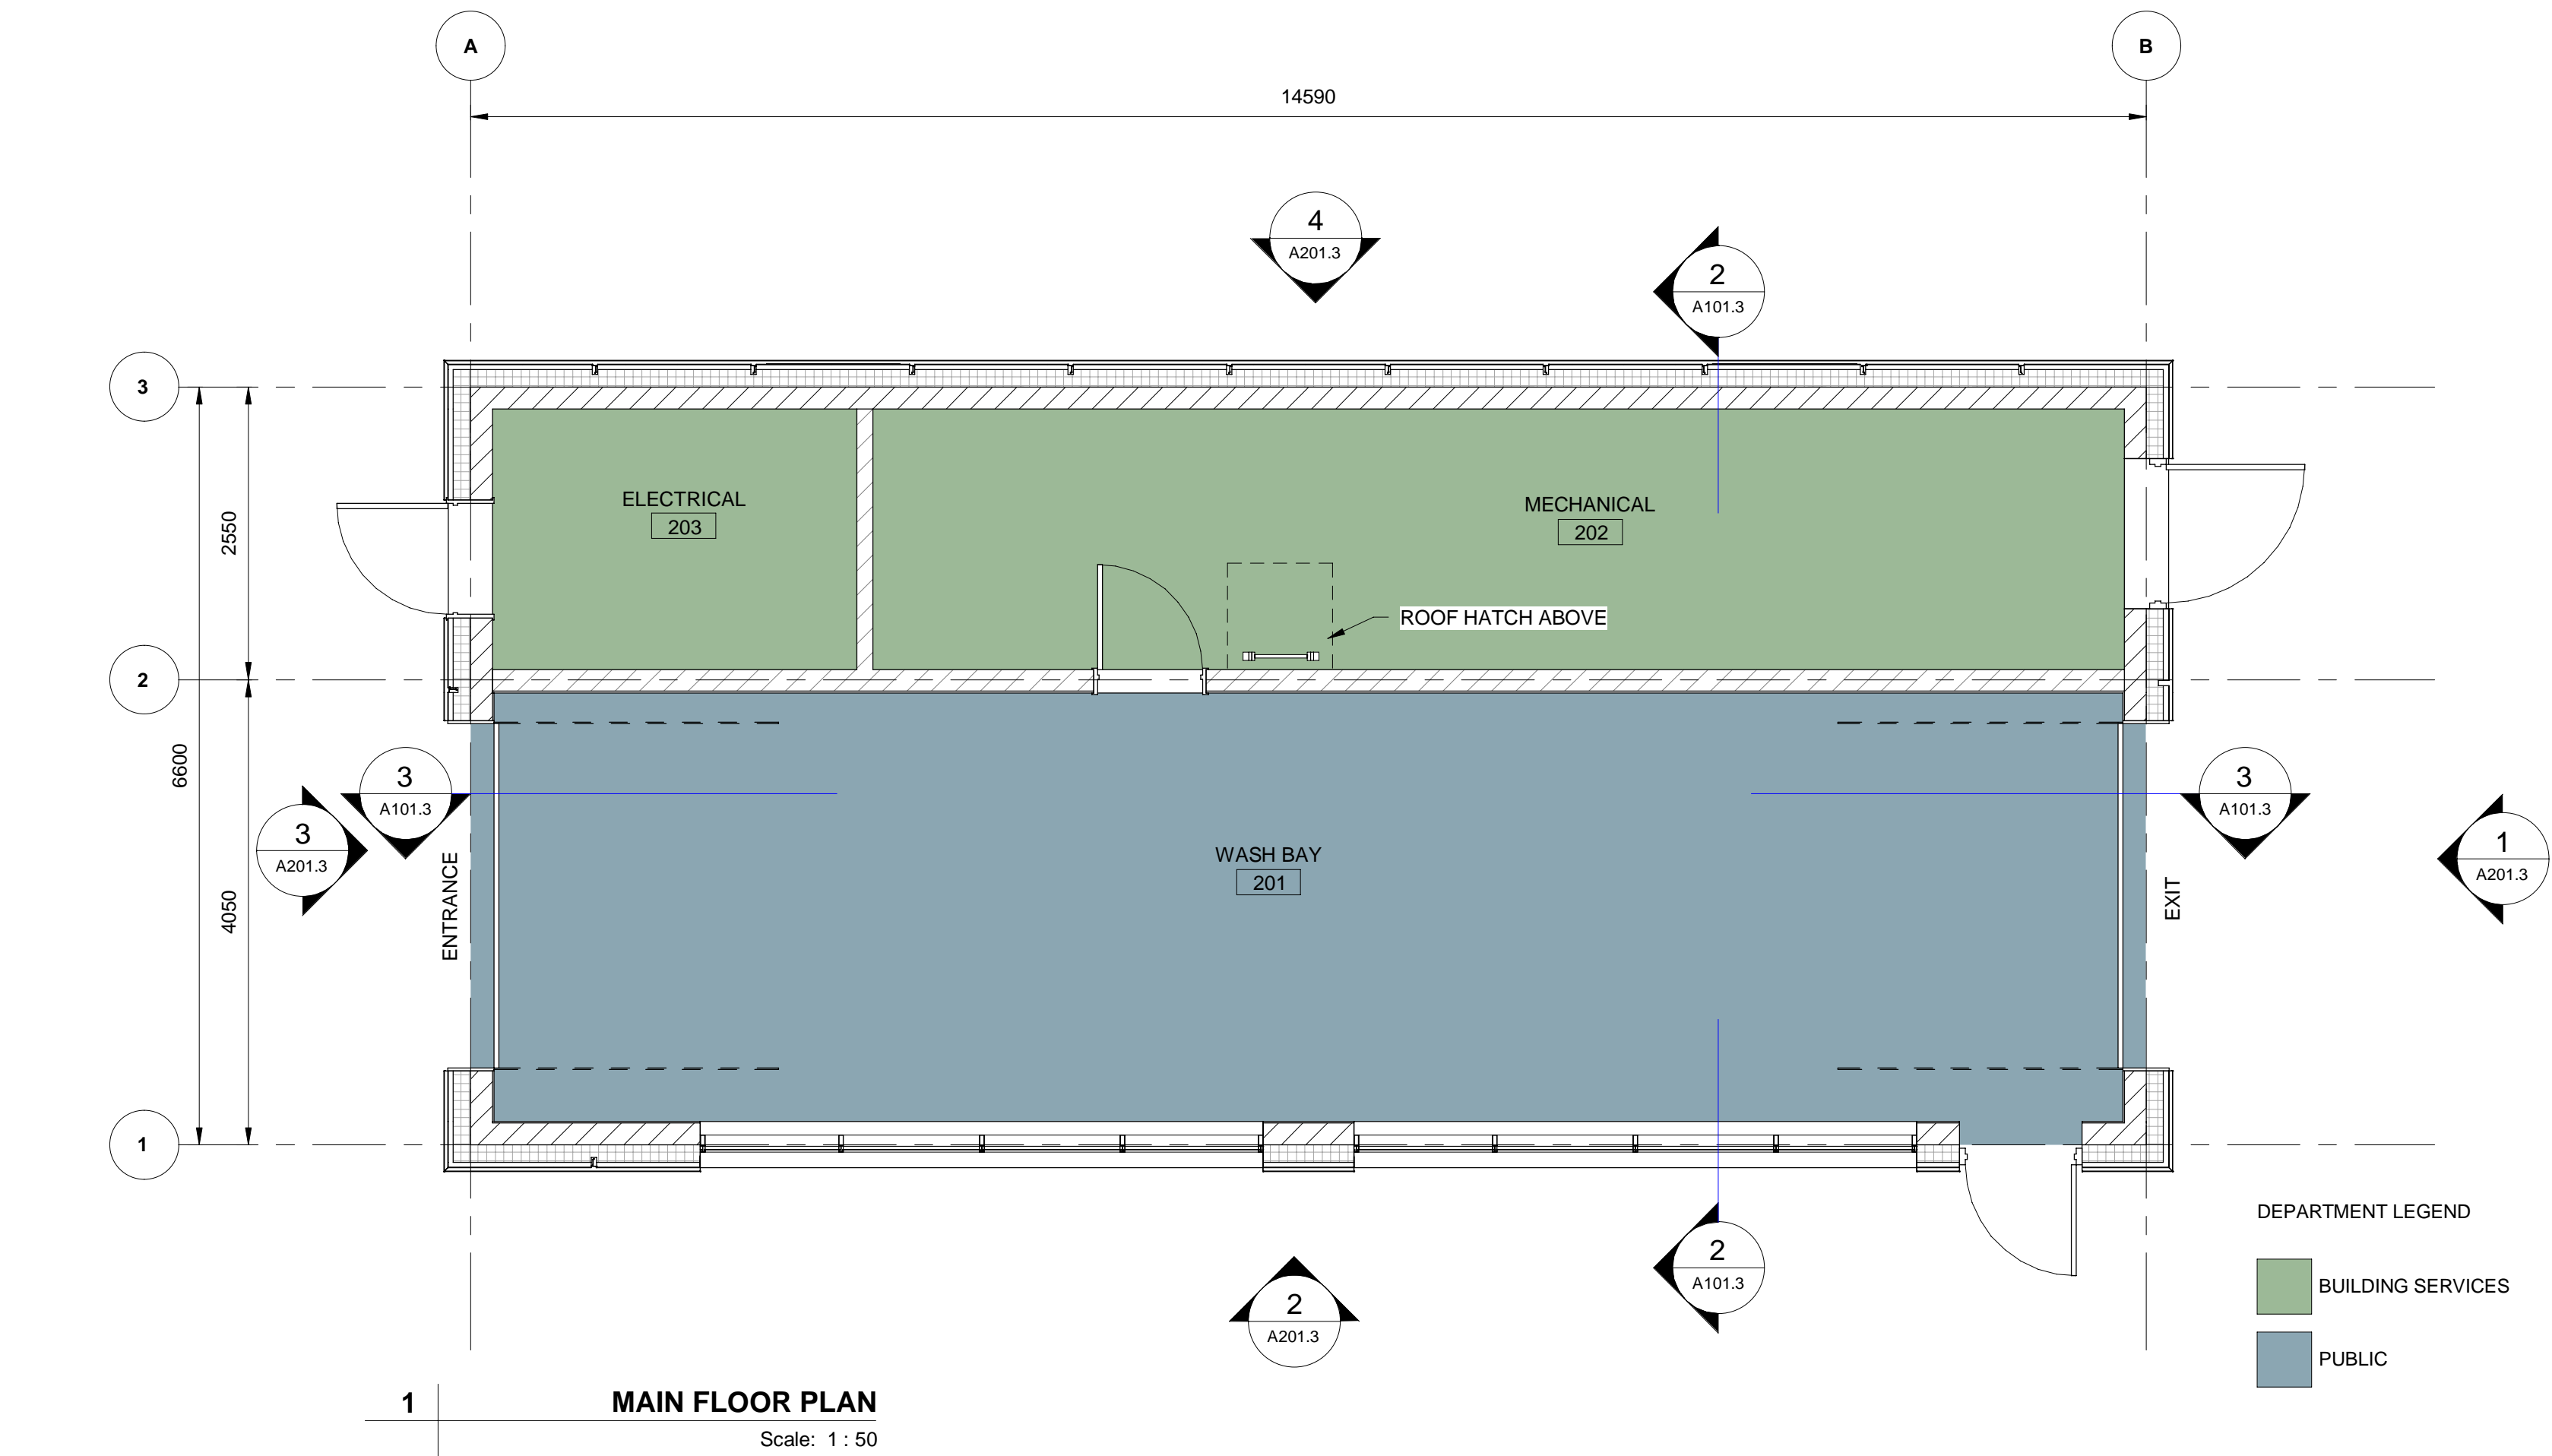 A
B
14590
4
A201.3
2
A101.3
3
ELECTRICAL
203
MECHANICAL
202
2550
ROOF HATCH ABOVE
2
6600
3
A101.3
3
A101.3
3
A201.3
1
A201.3
WASH BAY
201
4050
ENTRANCE
EXIT
1
DEPARTMENT LEGEND
2
A101.3
BUILDING SERVICES
2
A201.3
PUBLIC
1
MAIN FLOOR PLAN
Scale: 1 : 50